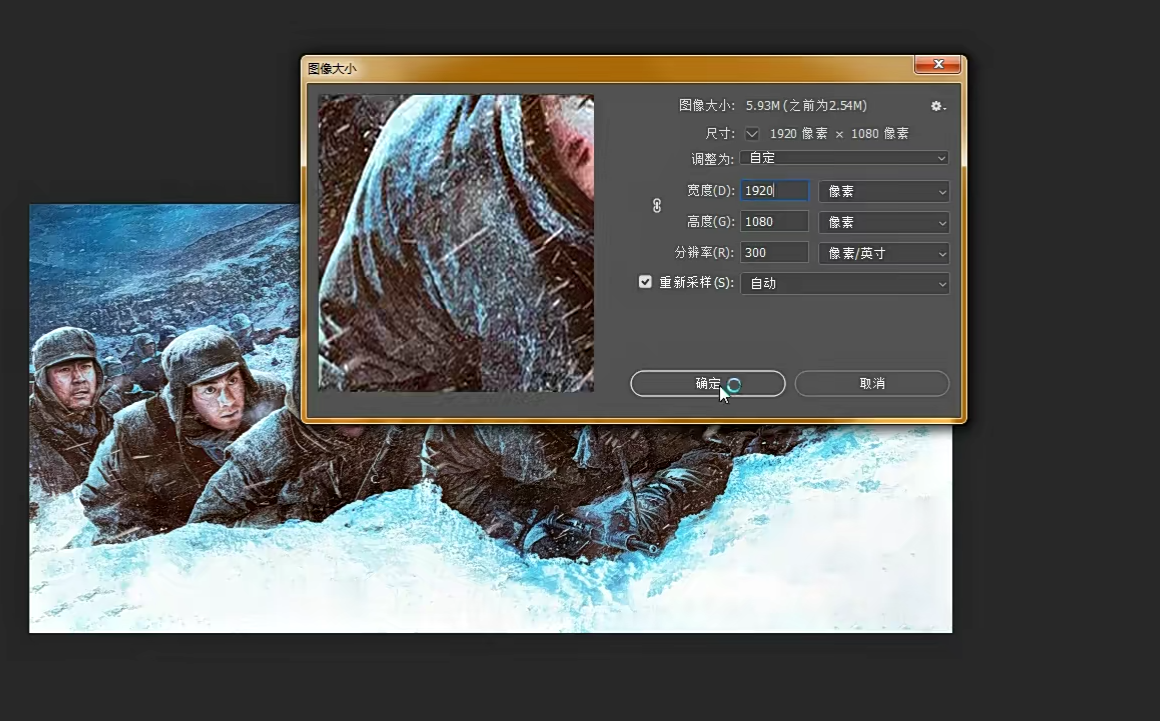 图像大小
图像大小: 5.93M (之前为2.54M)
尺寸: 1920 像素 × 1080 像素
调整为: 自定
宽度(D): 1920 像素
高度(G): 1080 像素
分辨率(R): 300 像素/英寸
重新采样(S): 自动
确定 取消